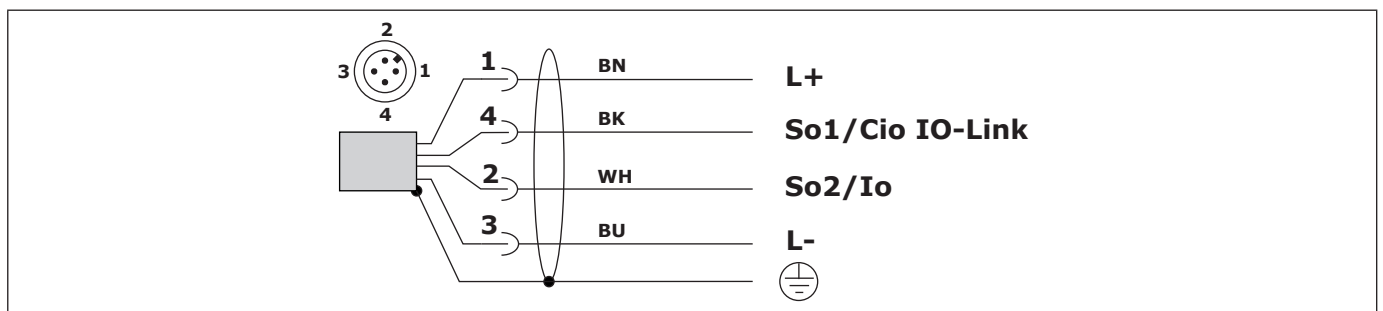 2
3 1
4
1 BN L+
4 BK So1/Cio IO-Link
2 WH So2/Io
3 BU L-